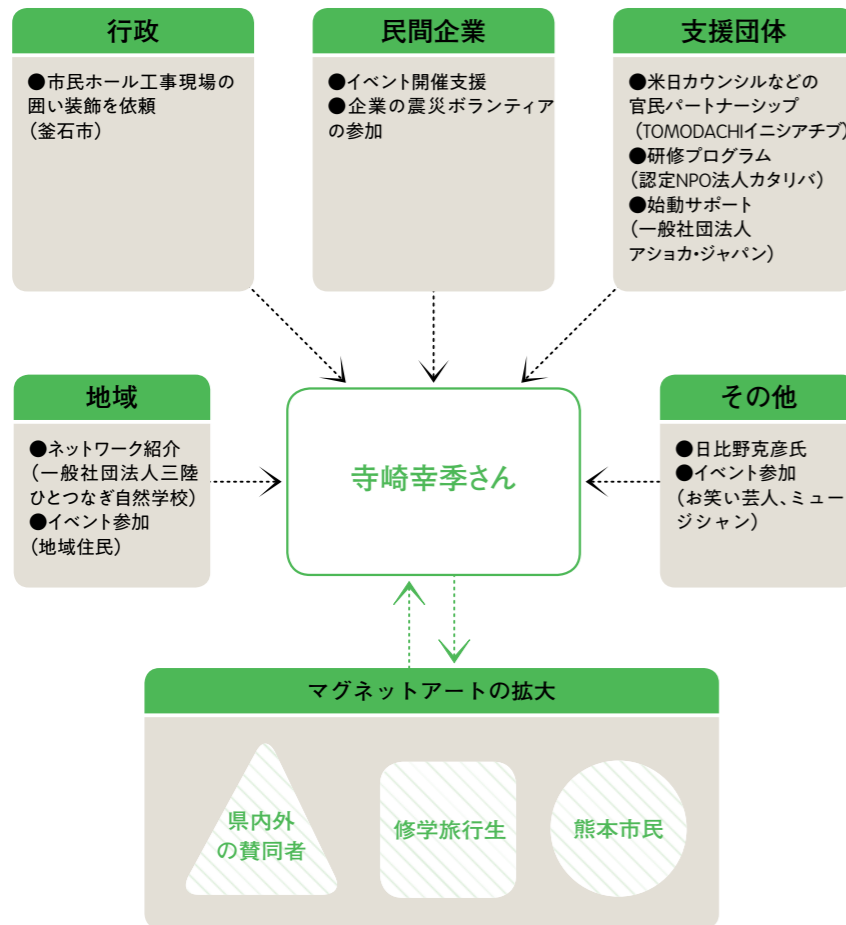 行政
●市民ホール工事現場の
囲い装飾を依頼
（釜石市）
民間企業
●イベント開催支援
●企業の震災ボランティア
の参加
支援団体
●米日カウンシルなどの
官民パートナーシップ
（TOMODACHIイニシアチブ）
●研修プログラム
（認定NPO法人カタリバ）
●始動サポート
（一般社団法人
アショカ・ジャパン）
地域
●ネットワーク紹介
（一般社団法人三陸
ひとつなぎ自然学校）
●イベント参加
（地域住民）
寺崎幸季さん
その他
●日比野克彦氏
●イベント参加
（お笑い芸人、ミュー
ジシャン）
マグネットアートの拡大
県内外
の賛同者
修学旅行生
熊本市民